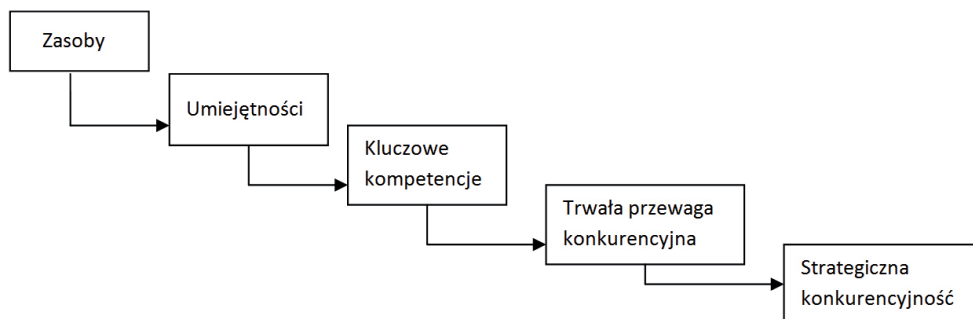 Zasoby
Umiejętności
Kluczowe
kompetencje
Trwała przewaga
konkurencyjna
Strategiczna
konkurencyjność